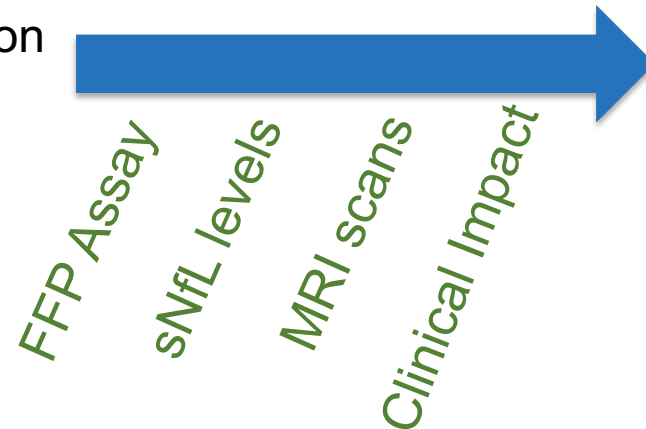 on
FFP Assay
sNfL levels
MRI scans
Clinical Impact